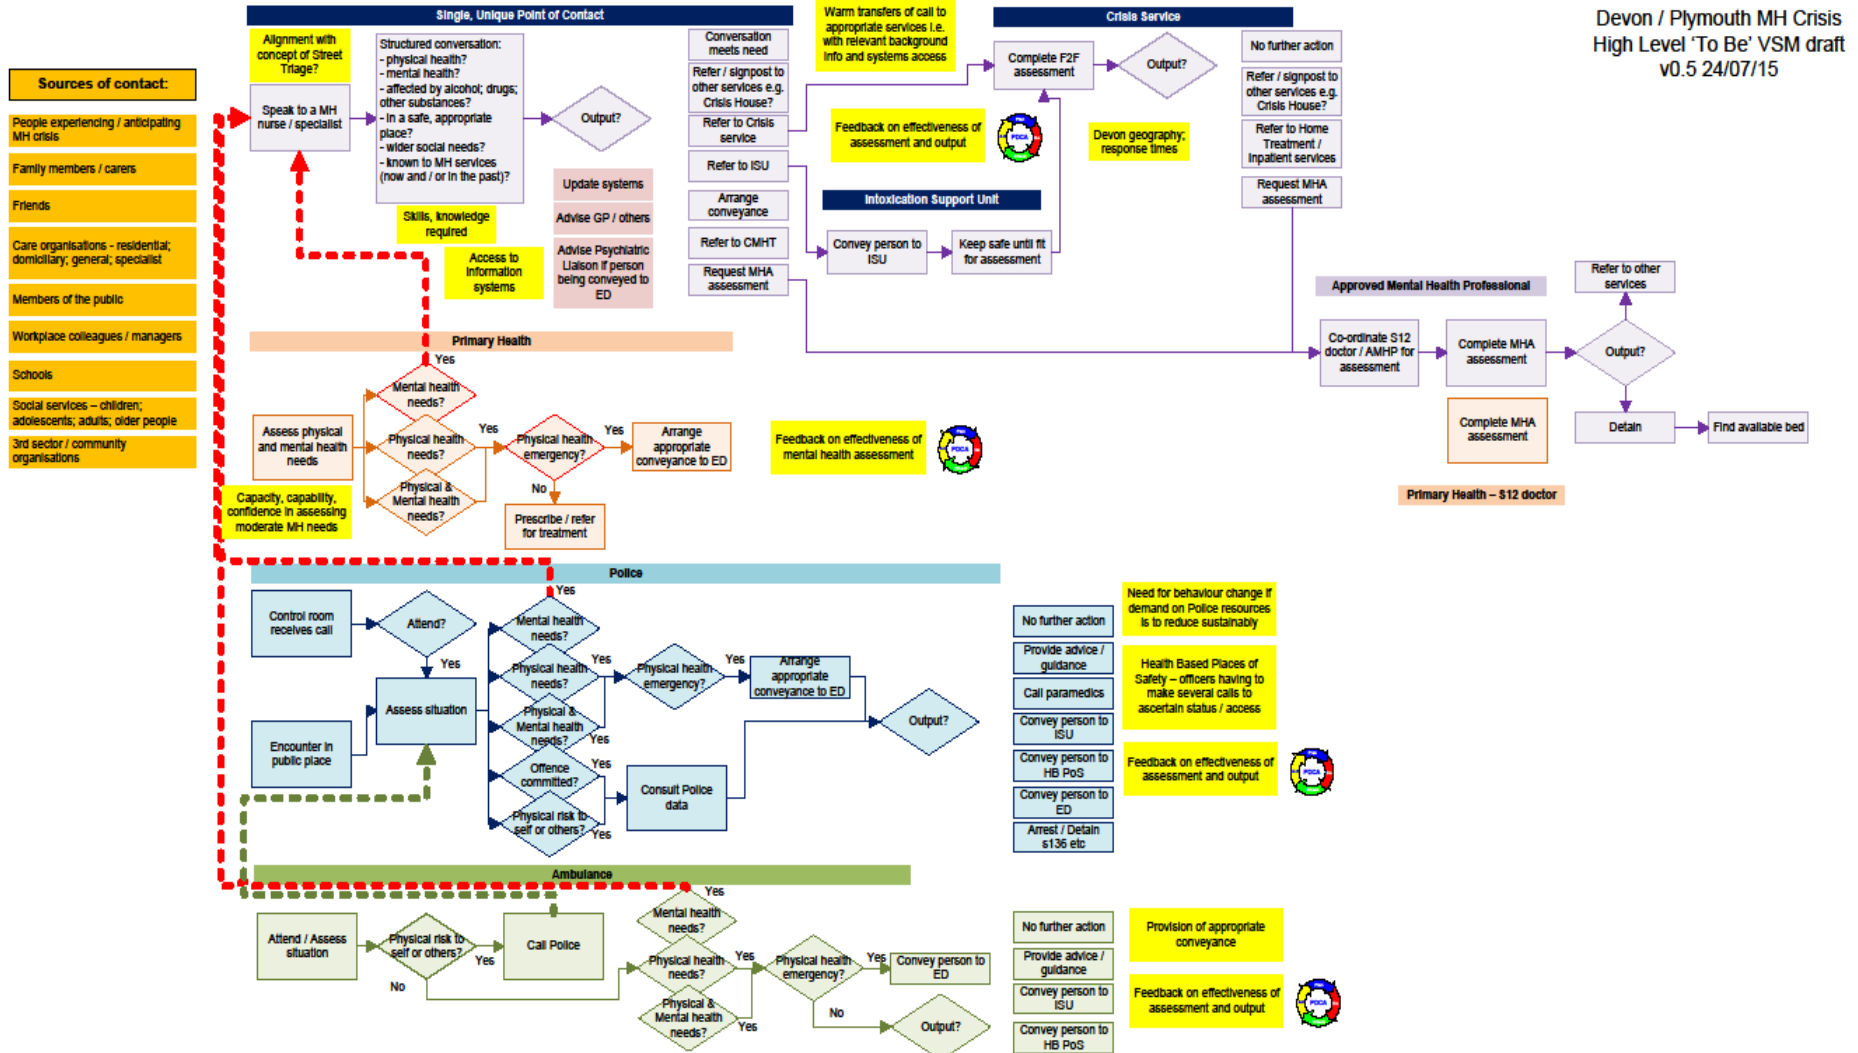 Devon / Plymouth MH Crisis
High Level ‘To Be’ VSM draft
v0.5 24/07/15
Sources of contact:
People experiencing / anticipating
MH crisis
Family members / carers
Friends
Care organisations - residential;
domiciliary; general; specialist
Members of the public
Workplace colleagues / managers
Schools
Social services – children;
adolescents; adults; older people
3rd sector / community
organisations
Single, Unique Point of Contact
Alignment with
concept of Street
Triage?
Speak to a MH
nurse / specialist
Structured conversation:
- physical health?
- mental health?
- affected by alcohol; drugs;
other substances?
- in a safe, appropriate
place?
- wider social needs?
- known to MH services
(now and / or in the past)?
Output?
Skills, knowledge
required
Access to
information
systems
Update systems
Advise GP / others
Advise Psychiatric
Liaison if person
being conveyed to
ED
Conversation
meets need
Refer / signpost to
other services e.g.
Crisis House?
Refer to Crisis
service
Refer to ISU
Arrange
conveyance
Refer to CMHT
Request MHA
assessment
Warm transfers of call to
appropriate services i.e.
with relevant background
info and systems access
Crisis Service
Complete F2F
assessment
Output?
Feedback on effectiveness of
assessment and output
PDCA
Devon geography;
response times
No further action
Refer / signpost to
other services e.g.
Crisis House?
Refer to Home
Treatment /
Inpatient services
Request MHA
assessment
Intoxication Support Unit
Convey person to
ISU
Keep safe until fit
for assessment
Approved Mental Health Professional
Co-ordinate S12
doctor / AMHP for
assessment
Complete MHA
assessment
Output?
Refer to other
services
Detain
Find available bed
Complete MHA
assessment
Primary Health – S12 doctor
Primary Health
Yes
Assess physical
and mental health
needs
Mental health
needs?
Physical health
needs?
Physical &
Mental health
needs?
Yes
Physical health
emergency?
Yes
Arrange
appropriate
conveyance to ED
No
Prescribe / refer
for treatment
Capacity, capability,
confidence in assessing
moderate MH needs
Feedback on effectiveness of
mental health assessment
PDCA
Police
Yes
Control room
receives call
Attend?
Yes
Encounter in
public place
Assess situation
Mental health
needs?
Physical health
needs?
Yes
Physical &
Mental health
needs?
Yes
Offence
committed?
Yes
Physical risk to
self or others?
Yes
Physical health
emergency?
Yes
Arrange
appropriate
conveyance to ED
Consult Police
data
Output?
No further action
Provide advice /
guidance
Call paramedics
Convey person to
ISU
Convey person to
HB PoS
Convey person to
ED
Arrest / Detain
s136 etc
Need for behaviour change if
demand on Police resources
is to reduce sustainably
Health Based Places of
Safety – officers having to
make several calls to
ascertain status / access
Feedback on effectiveness of
assessment and output
PDCA
Ambulance
Yes
Attend / Assess
situation
Physical risk to
self or others?
Yes
No
Call Police
Mental health
needs?
Physical health
needs?
Yes
Physical &
Mental health
needs?
Yes
Physical health
emergency?
Yes
No
Convey person to
ED
Output?
No further action
Provide advice /
guidance
Convey person to
ISU
Convey person to
HB PoS
Provision of appropriate
conveyance
Feedback on effectiveness of
assessment and output
PDCA